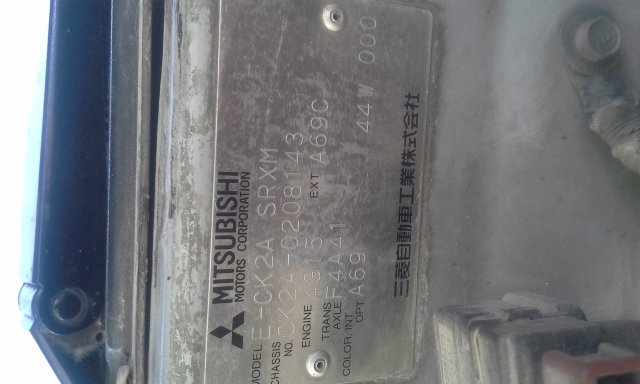 MITSUBISHI
MOTORS CORPORATION
MODEL E-CK2A SRXM
CHASSIS NO. CK2A-0208143
ENGINE 4G15 EXT A69C
TRANS AXLE F4A41
COLOR, INT OPT A69 44W 000
三菱自動車工業株式会社